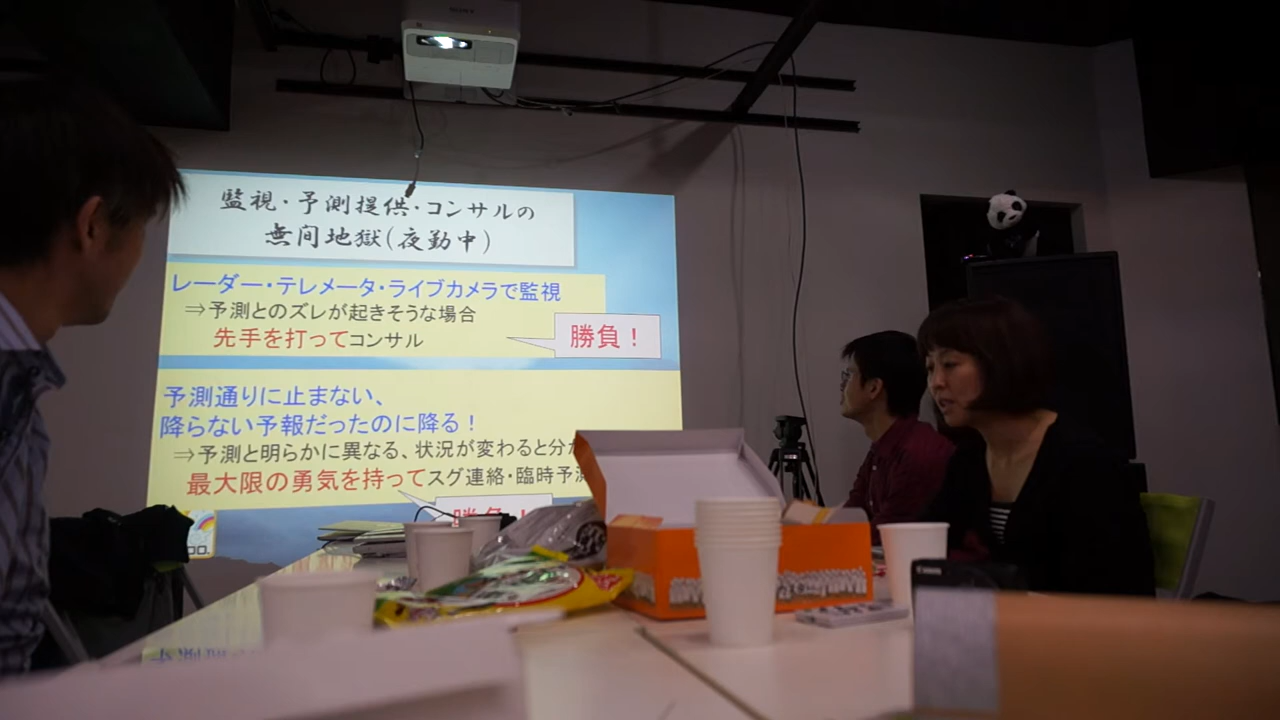 SONY
監視・予測提供・コンサルの
無間地獄(夜勤中)
レーダー・テレメータ・ライブカメラで監視
⇒予測とのズレが起きそうな場合
先手を打ってコンサル
勝負！
予測通りに止まない、
降らない予報だったのに降る！
⇒予測と明らかに異なる、状況が変わると分か
最大限の勇気を持ってスグ連絡・臨時予測
勝負！
Canon